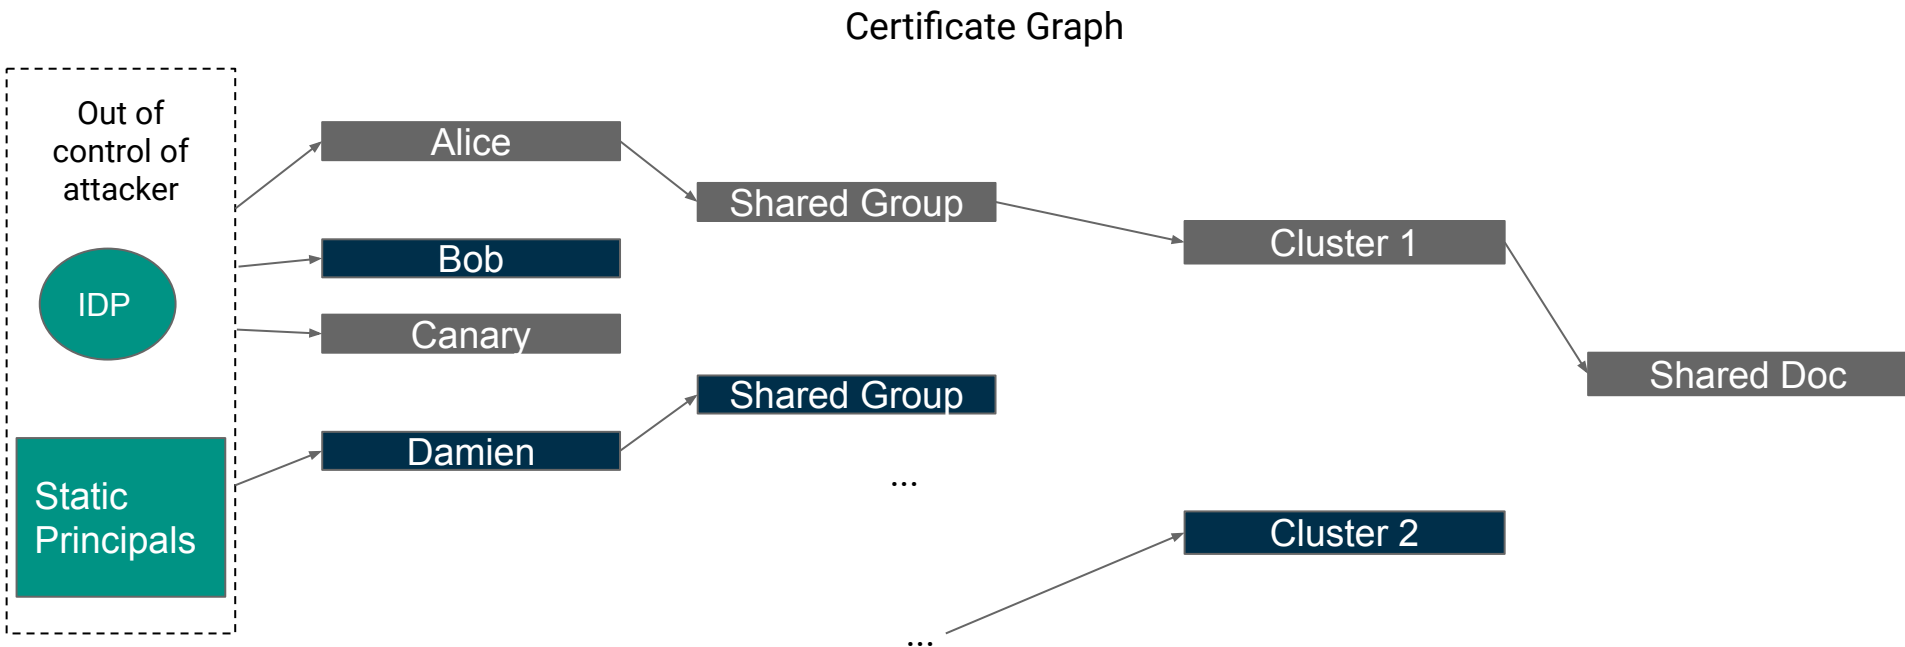 Certificate Graph
Out of
control of
attacker
IDP
Static
Principals
Alice
Bob
Canary
Damien
Shared Group
Shared Group
...
...
Cluster 1
Cluster 2
Shared Doc